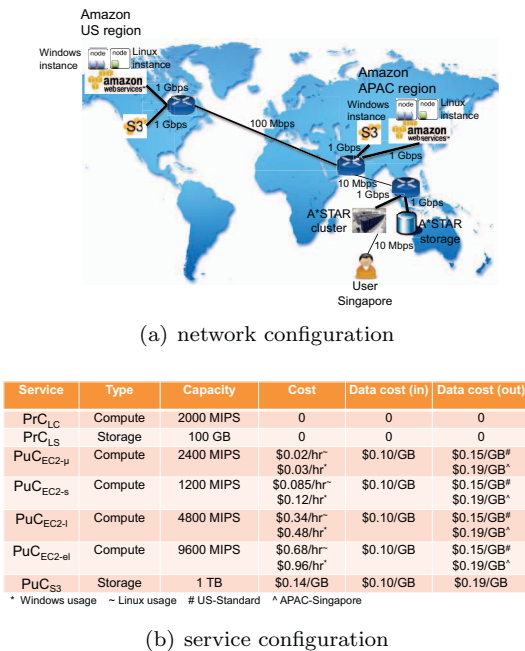 Amazon
US region
Windows
instance
node
node
Linux
instance
amazon
webservices™
1 Gbps
S3
1 Gbps
100 Mbps
Amazon
APAC region
Windows
instance
node
node
Linux
instance
S3
amazon
webservices™
1 Gbps
1 Gbps
10 Mbps
1 Gbps
1 Gbps
A*STAR
cluster
A*STAR
storage
10 Mbps
User
Singapore
(a) network configuration
Service Type Capacity Cost Data cost (in) Data cost (out)
PrC_LC Compute 2000 MIPS 0 0 0
PrC_LS Storage 100 GB 0 0 0
PuC_EC2-μ Compute 2400 MIPS $0.02/hr~ $0.10/GB $0.15/GB#
$0.03/hr* $0.19/GB^
PuC_EC2-s Compute 1200 MIPS $0.085/hr~ $0.10/GB $0.15/GB#
$0.12/hr* $0.19/GB^
PuC_EC2-l Compute 4800 MIPS $0.34/hr~ $0.10/GB $0.15/GB#
$0.48/hr* $0.19/GB^
PuC_EC2-el Compute 9600 MIPS $0.68/hr~ $0.10/GB $0.15/GB#
$0.96/hr* $0.19/GB^
PuC_S3 Storage 1 TB $0.14/GB $0.10/GB $0.19/GB
* Windows usage ~ Linux usage # US-Standard ^ APAC-Singapore
(b) service configuration